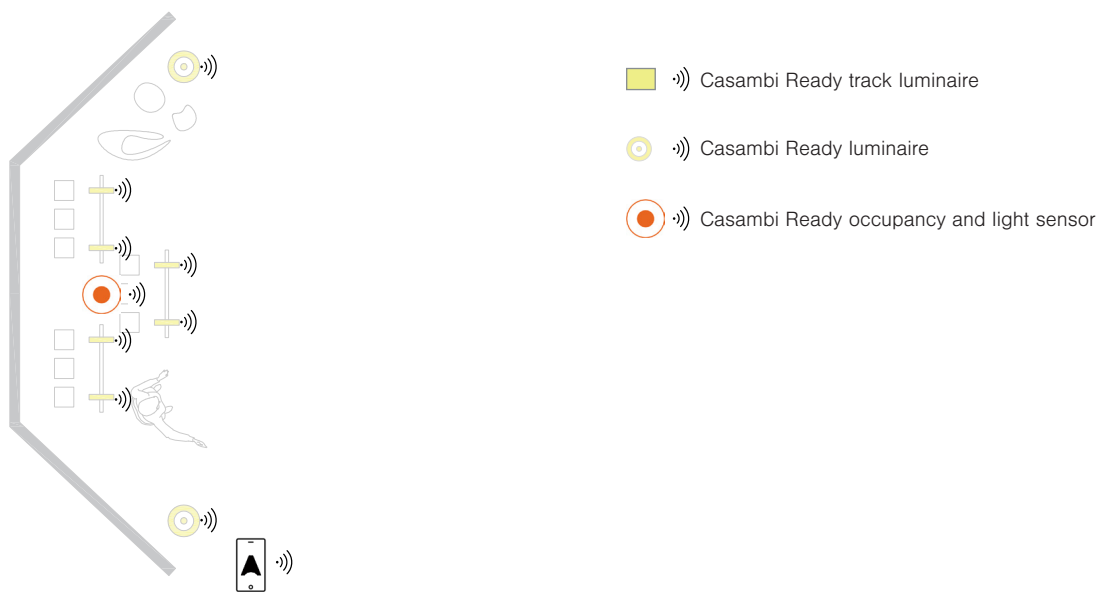 Casambi Ready track luminaire
Casambi Ready luminaire
Casambi Ready occupancy and light sensor